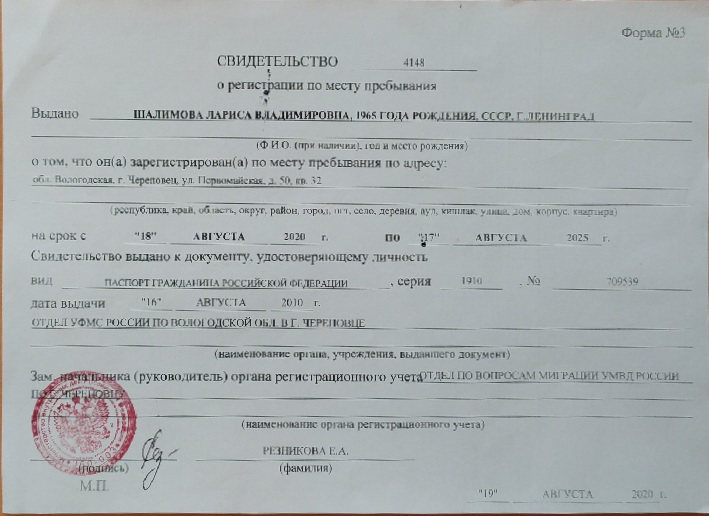 Форма №3
СВИДЕТЕЛЬСТВО 4148
о регистрации по месту пребывания
Выдано ШАЛИМОВА ЛАРИСА ВЛАДИМИРОВНА, 1965 ГОДА РОЖДЕНИЯ, СССР, Г. ЛЕНИНГРАД
(Ф.И.О. (при наличии), год и место рождения)
о том, что он(а) зарегистрирован(а) по месту пребывания по адресу:
обл. Вологодская, г. Череповец, ул. Первомайская, д. 50, кв. 32
(республика, край, область, округ, район, город, пгт, село, деревня, аул, кишлак, улица, дом, корпус, квартира)
на срок с "18" АВГУСТА 2020 г. по "17" АВГУСТА 2025 г.
Свидетельство выдано к документу, удостоверяющему личность
вид ПАСПОРТ ГРАЖДАНИНА РОССИЙСКОЙ ФЕДЕРАЦИИ , серия 1910 , № 709539
дата выдачи "16" АВГУСТА 2010 г.
ОТДЕЛ УФМС РОССИИ ПО ВОЛОГОДСКОЙ ОБЛ. В Г. ЧЕРЕПОВЦЕ
(наименование органа, учреждения, выдавшего документ)
Зам. начальника (руководитель) органа регистрационного учета ОТДЕЛ ПО ВОПРОСАМ МИГРАЦИИ УМВД РОССИИ
ПО Г. ЧЕРЕПОВЦУ
(наименование органа регистрационного учета)
РЕЗНИКОВА Е.А.
(подпись) (фамилия)
М.П.
"19" АВГУСТА 2020 г.